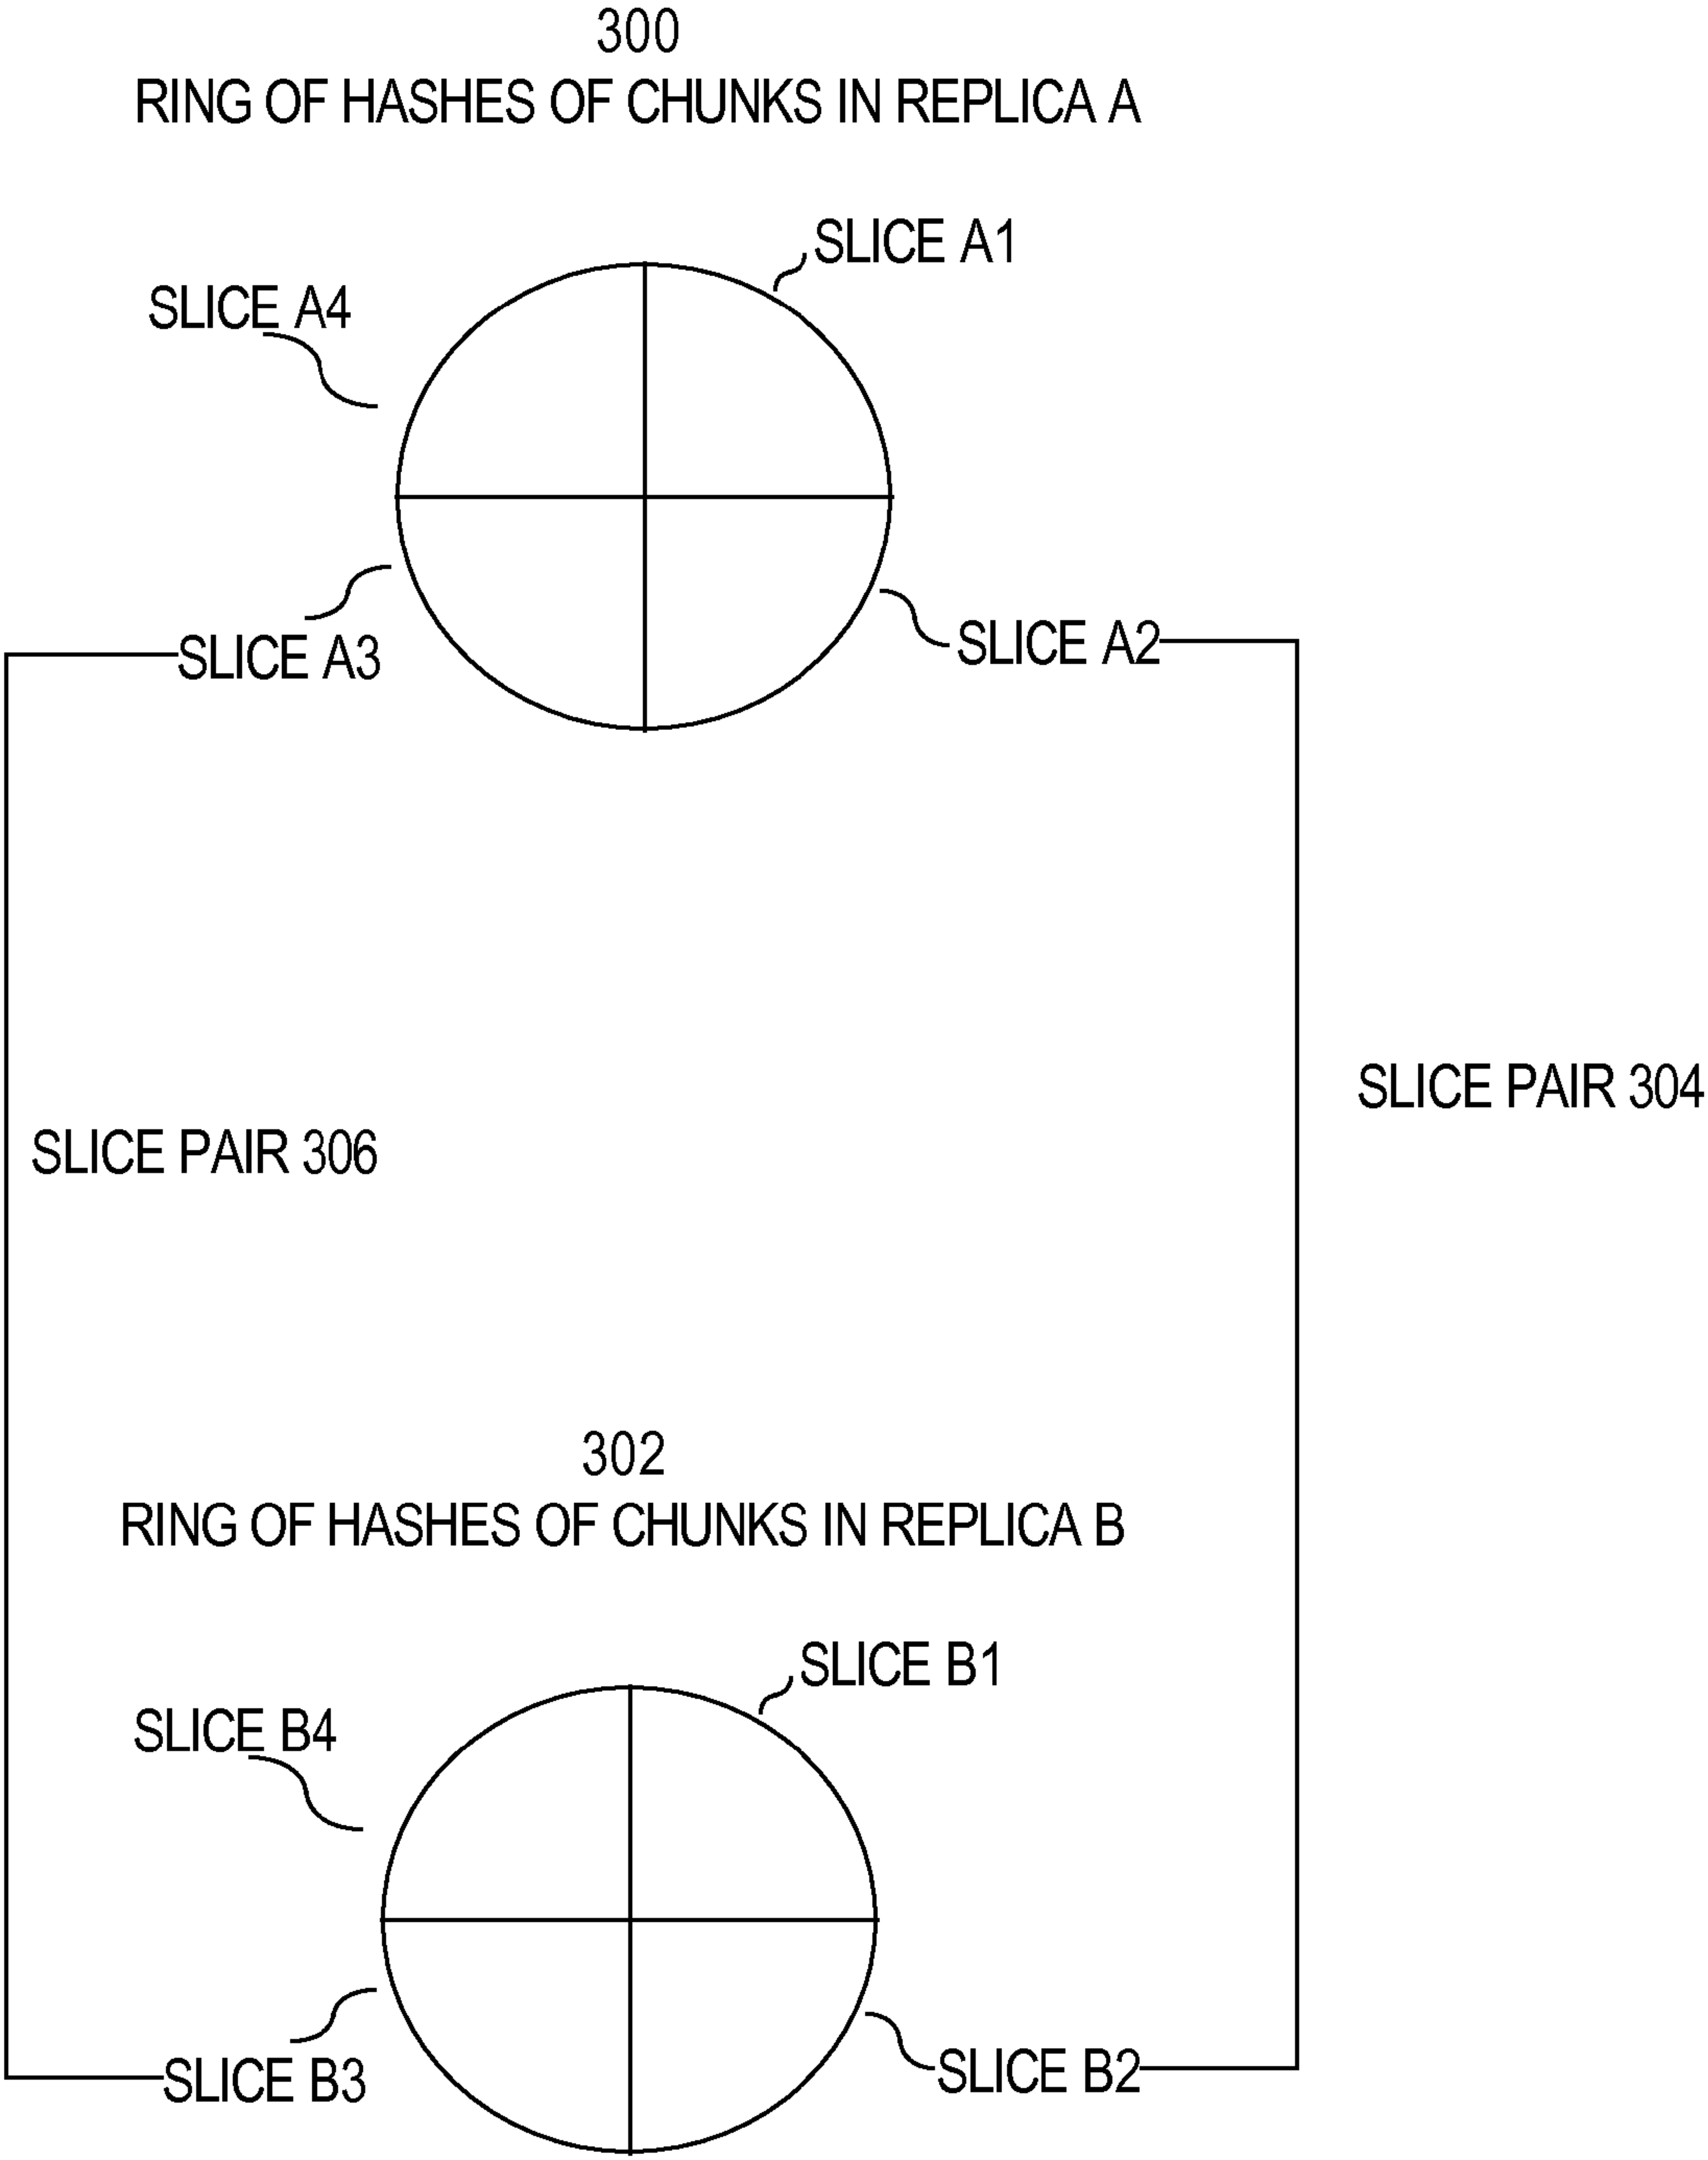 300
RING OF HASHES OF CHUNKS IN REPLICA A
SLICE A1
SLICE A4
SLICE A2
SLICE A3
SLICE PAIR 304
SLICE PAIR 306
302
RING OF HASHES OF CHUNKS IN REPLICA B
SLICE B1
SLICE B4
SLICE B2
SLICE B3